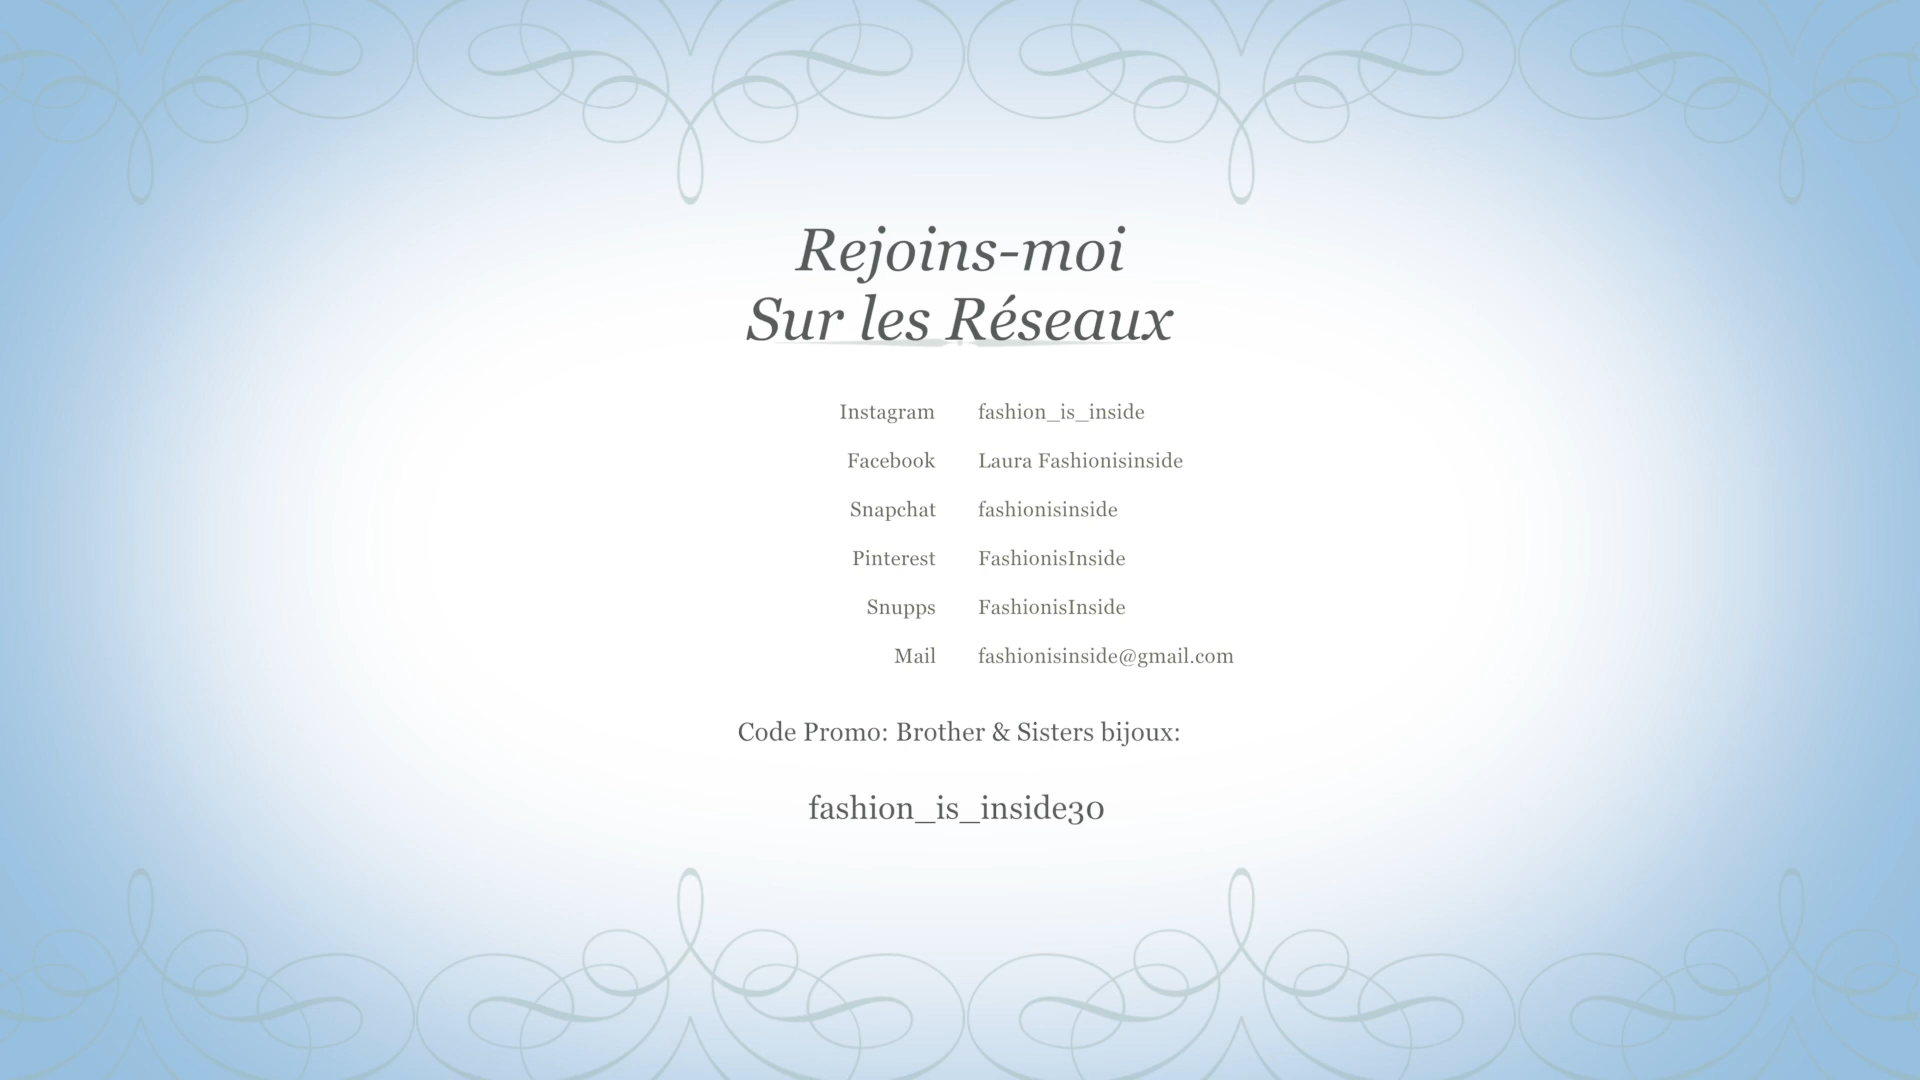 Rejoins-moi
Sur les Réseaux
Instagram fashion_is_inside
Facebook Laura Fashionisinside
Snapchat fashionisinside
Pinterest FashionisInside
Snupps FashionisInside
Mail fashionisinside@gmail.com
Code Promo: Brother & Sisters bijoux:
fashion_is_inside30